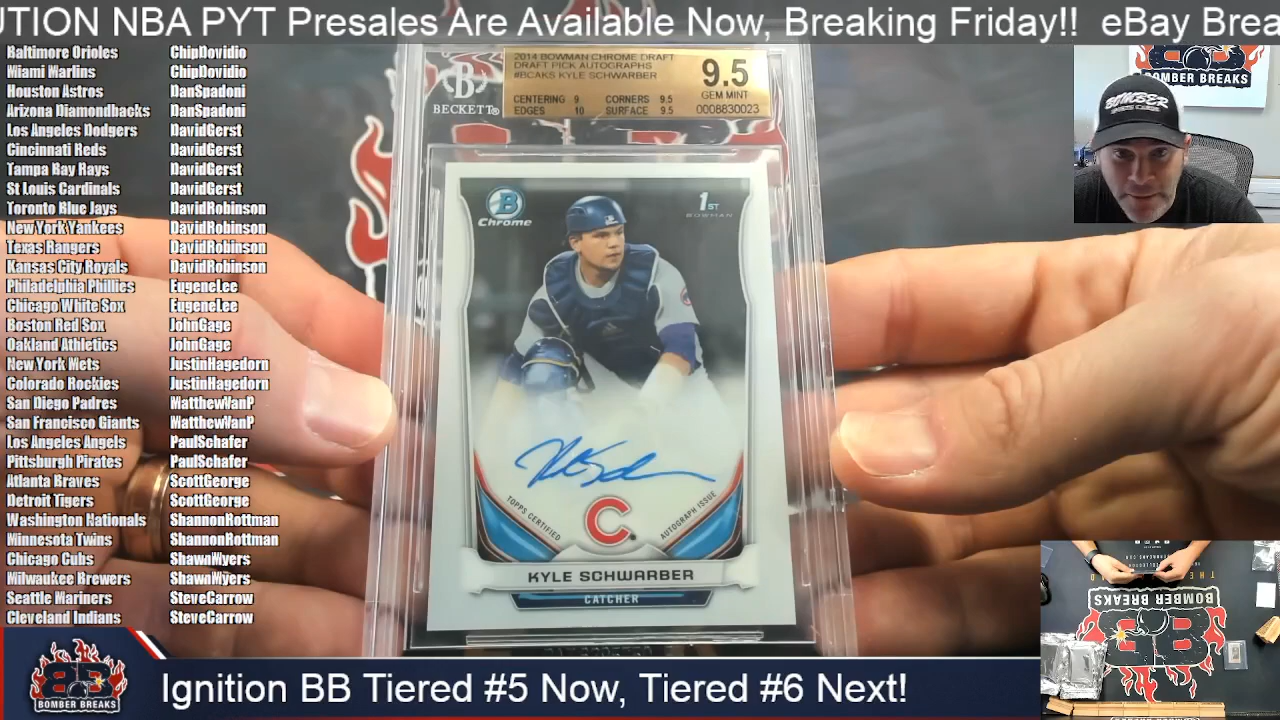 UTION NBA PYT Presales Are Available Now, Breaking Friday!! eBay Brea
Baltimore Orioles ChipDovidio
Miami Marlins ChipDovidio
Houston Astros DanSpadoni
Arizona Diamondbacks DanSpadoni
Los Angeles Dodgers DavidGerst
Cincinnati Reds DavidGerst
Tampa Bay Rays DavidGerst
St Louis Cardinals DavidGerst
Toronto Blue Jays DavidRobinson
New York Yankees DavidRobinson
Texas Rangers DavidRobinson
Kansas City Royals DavidRobinson
Philadelphia Phillies EugeneLee
Chicago White Sox EugeneLee
Boston Red Sox JohnGage
Oakland Athletics JohnGage
New York Mets JustinHagedorn
Colorado Rockies JustinHagedorn
San Diego Padres MatthewVanP
San Francisco Giants MatthewVanP
Los Angeles Angels PaulSchafer
Pittsburgh Pirates PaulSchafer
Atlanta Braves ScottGeorge
Detroit Tigers ScottGeorge
Washington Nationals ShannonRottman
Minnesota Twins ShannonRottman
Chicago Cubs ShawnMyers
Milwaukee Brewers ShawnMyers
Seattle Mariners SteveCarrow
Cleveland Indians SteveCarrow
B
BECKETT®
2014 BOWMAN CHROME DRAFT
DRAFT PICK AUTOGRAPHS
#BCAKS KYLE SCHWARBER
CENTERING 9 CORNERS 9.5
EDGES 10 SURFACE 9.5
9.5
GEM MINT
0008830023
B
Chrome
1ST
BOWMAN
TOPPS CERTIFIED
AUTOGRAPH ISSUE
C
KYLE SCHWARBER
CATCHER
BOMBER BREAKS
BOMBER
BOMBER BREAKS
BB
BOMBER BREAKS
Ignition BB Tiered #5 Now, Tiered #6 Next!